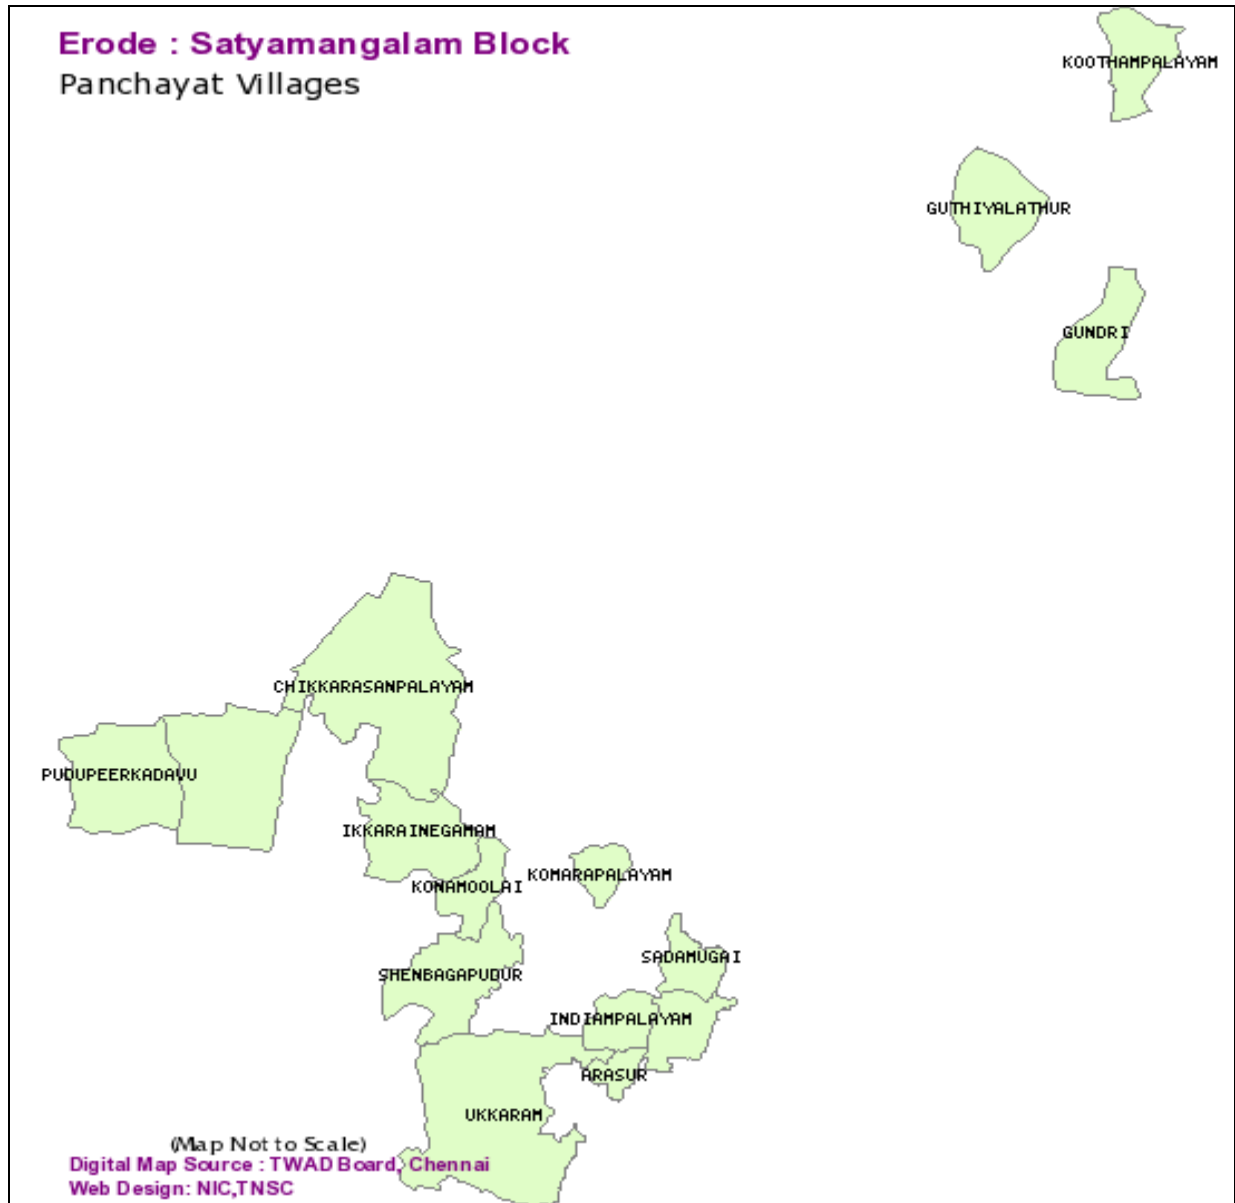 Erode : Satyamangalam Block
Panchayat Villages
KOOTHAMPALAYAM
GUTHIYALATHUR
GUNDRI
CHIKKARASANPALAYAM
PUDUPEERKADAVU
IKKARAINEGAMAM
KONAMOOLAI
KOMARAPALAYAM
SADAMUGAI
SHENBAGAPUDUR
INDIAMPALAYAM
ARASUR
UKKARAM
(Map Not to Scale)
Digital Map Source : TWAD Board, Chennai
Web Design: NIC,TNSC